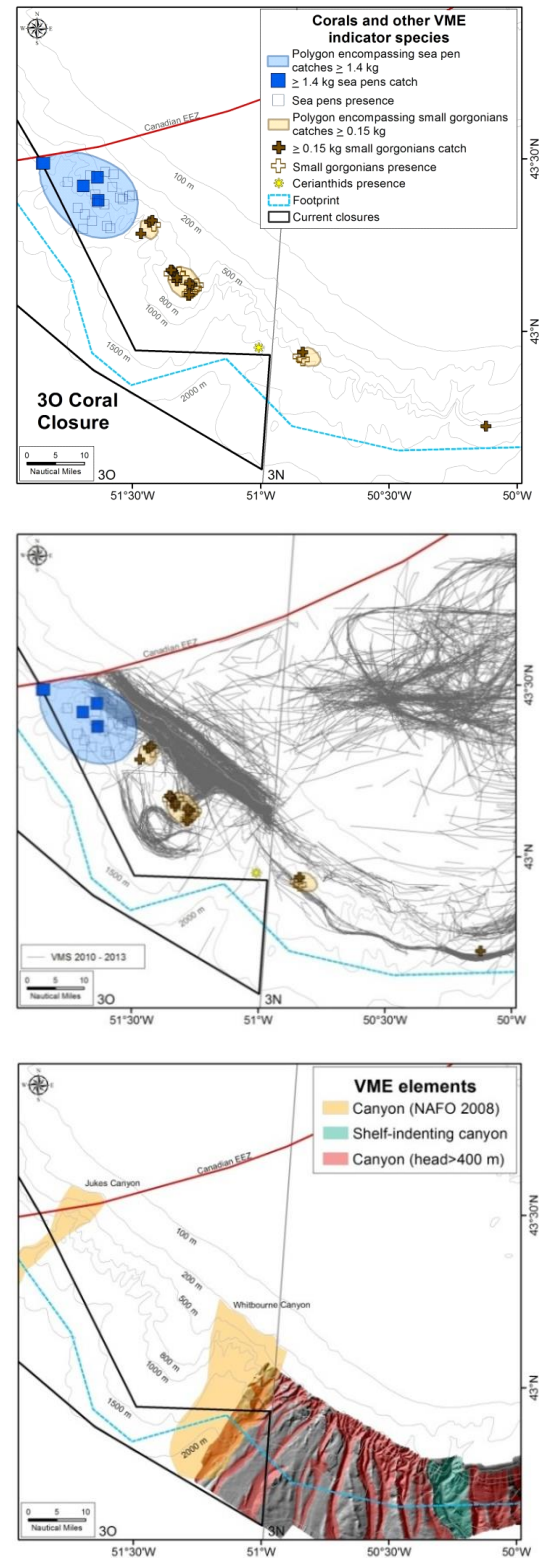 N
W
E
S
Corals and other VME
indicator species
Polygon encompassing sea pen
catches ≥ 1.4 kg
≥ 1.4 kg sea pens catch
Sea pens presence
Polygon encompassing small gorgonians
catches ≥ 0.15 kg
≥ 0.15 kg small gorgonians catch
Small gorgonians presence
Cerianthids presence
Footprint
Current closures
Canadian EEZ
100 m
200 m
500 m
800 m
1000 m
1500 m
2000 m
43°30'N
43°N
3O Coral
Closure
0 5 10
Nautical Miles
3O
3N
51°30'W
51°W
50°30'W
50°W
N
W
E
S
Canadian EEZ
43°30'N
43°N
1500 m
2000 m
VMS 2010 - 2013
0 5 10
Nautical Miles
3O
3N
51°30'W
51°W
50°30'W
50°W
N
W
E
S
VME elements
Canyon (NAFO 2008)
Shelf-indenting canyon
Canyon (head>400 m)
Canadian EEZ
Jukes Canyon
43°30'N
100 m
200 m
500 m
Whitbourne Canyon
800 m
1000 m
43°N
1500 m
2000 m
0 5 10
Nautical Miles
3O
3N
51°30'W
51°W
50°30'W
50°W